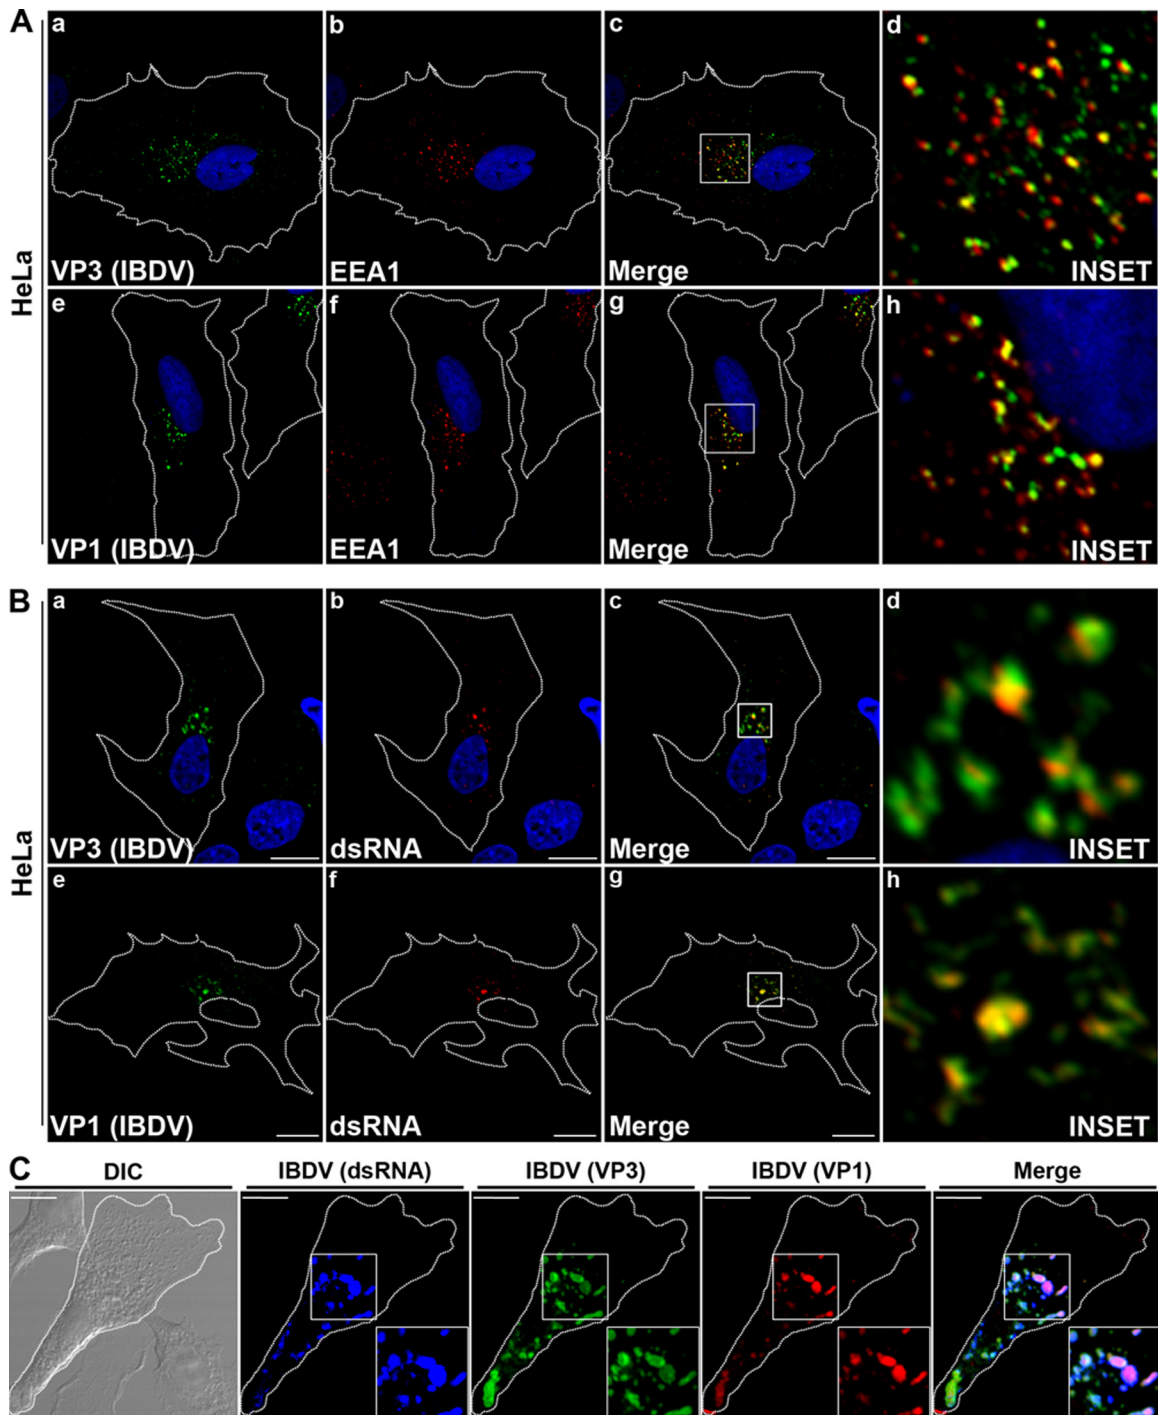 A
HeLa
a
b
c
d
VP3 (IBDV)
EEA1
Merge
INSET
e
f
g
h
VP1 (IBDV)
EEA1
Merge
INSET
B
HeLa
a
b
c
d
VP3 (IBDV)
dsRNA
Merge
INSET
e
f
g
h
VP1 (IBDV)
dsRNA
Merge
INSET
C
DIC
IBDV (dsRNA)
IBDV (VP3)
IBDV (VP1)
Merge